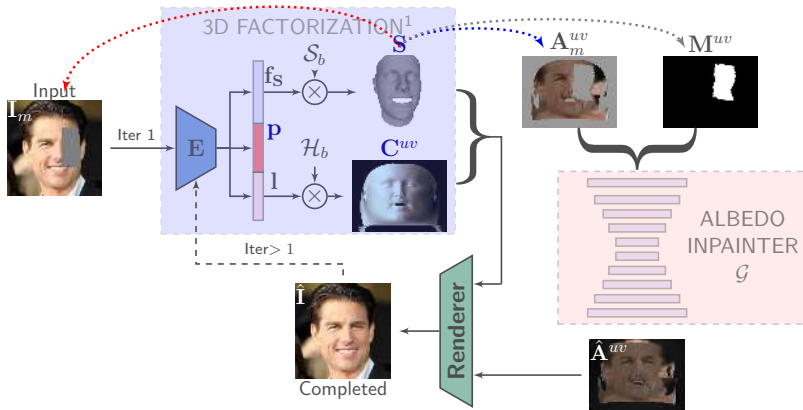 3D FACTORIZATION¹
Input
I_m
Iter 1
E
f_S
p
l
S_b
H_b
S
C^{uv}
A_m^{uv}
M^{uv}
ALBEDO
INPAINTER
G
Iter> 1
Î
Completed
Renderer
Â^{uv}